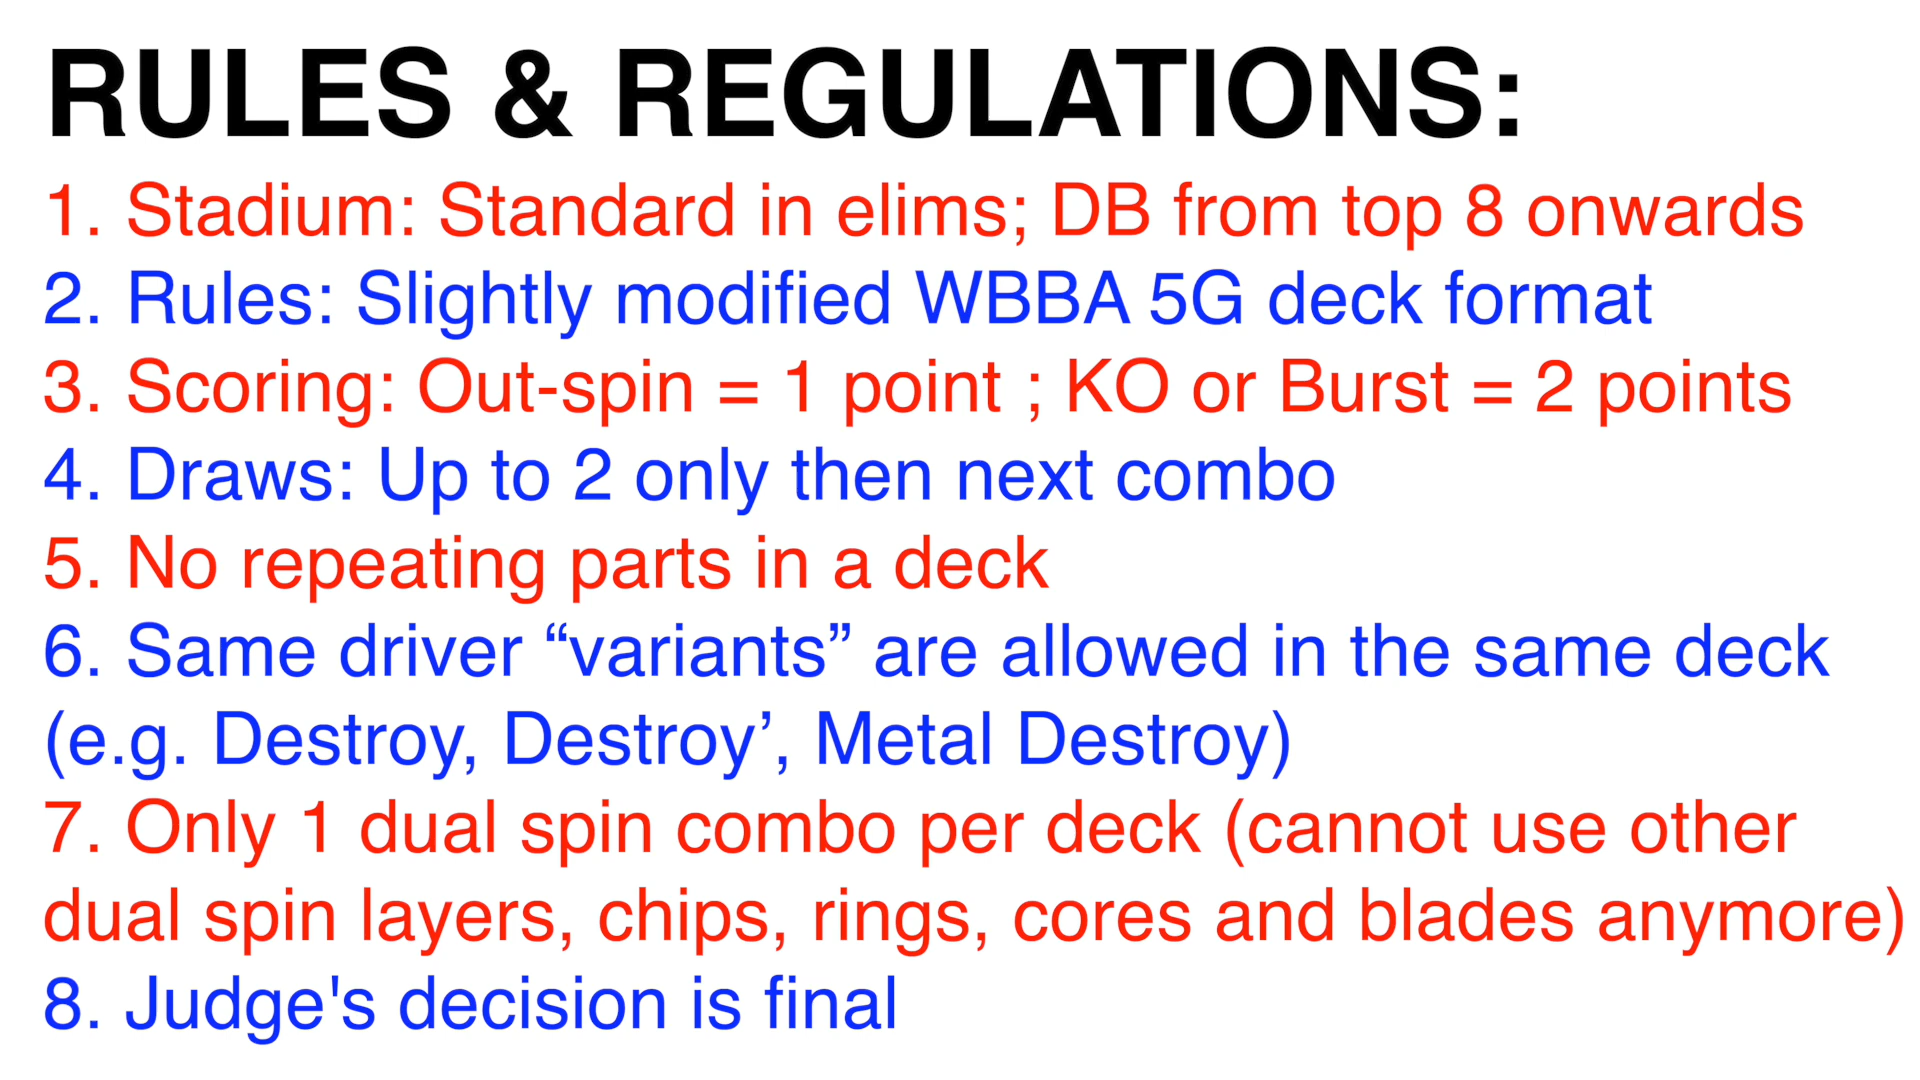 RULES & REGULATIONS:
1. Stadium: Standard in elims; DB from top 8 onwards
2. Rules: Slightly modified WBBA 5G deck format
3. Scoring: Out-spin = 1 point ; KO or Burst = 2 points
4. Draws: Up to 2 only then next combo
5. No repeating parts in a deck
6. Same driver “variants” are allowed in the same deck
(e.g. Destroy, Destroy’, Metal Destroy)
7. Only 1 dual spin combo per deck (cannot use other
dual spin layers, chips, rings, cores and blades anymore)
8. Judge's decision is final